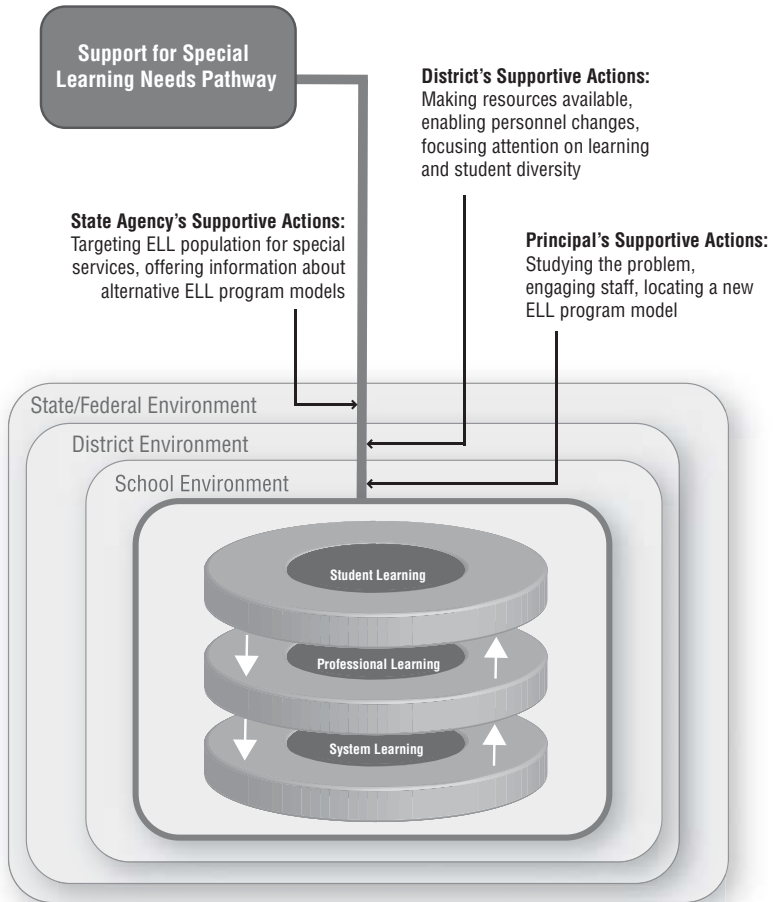 Support for Special
Learning Needs Pathway
District's Supportive Actions:
Making resources available,
enabling personnel changes,
focusing attention on learning
and student diversity
State Agency's Supportive Actions:
Targeting ELL population for special
services, offering information about
alternative ELL program models
Principal's Supportive Actions:
Studying the problem,
engaging staff, locating a new
ELL program model
State/Federal Environment
District Environment
School Environment
Student Learning
Professional Learning
System Learning